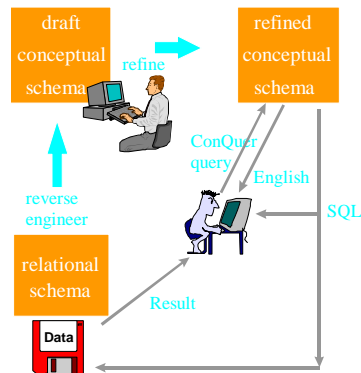 draft
conceptual
schema
refine
refined
conceptual
schema
ConQuer
query
English
reverse
engineer
SQL
relational
schema
Result
Data